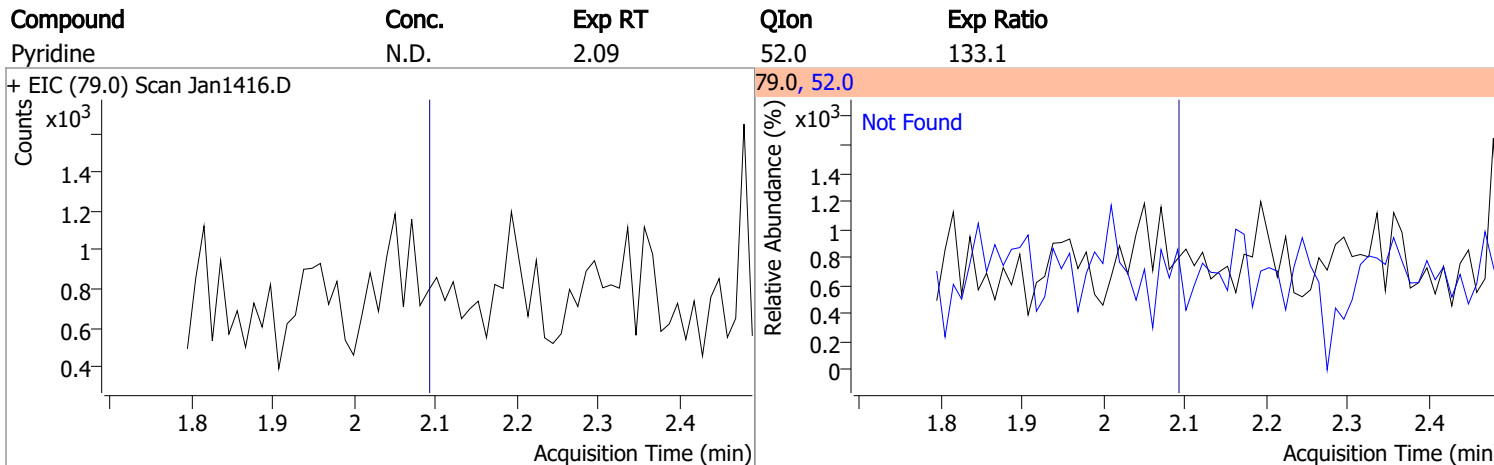 Compound Conc. Exp RT QIon Exp Ratio
Pyridine N.D. 2.09 52.0 133.1
+ EIC (79.0) Scan Jan1416.D
Counts
x10³
1.4
1.2
1
0.8
0.6
0.4
1.8 1.9 2 2.1 2.2 2.3 2.4
Acquisition Time (min)
79.0, 52.0
Relative Abundance (%)
x10³
Not Found
1.4
1.2
1
0.8
0.6
0.4
0.2
0
1.8 1.9 2 2.1 2.2 2.3 2.4
Acquisition Time (min